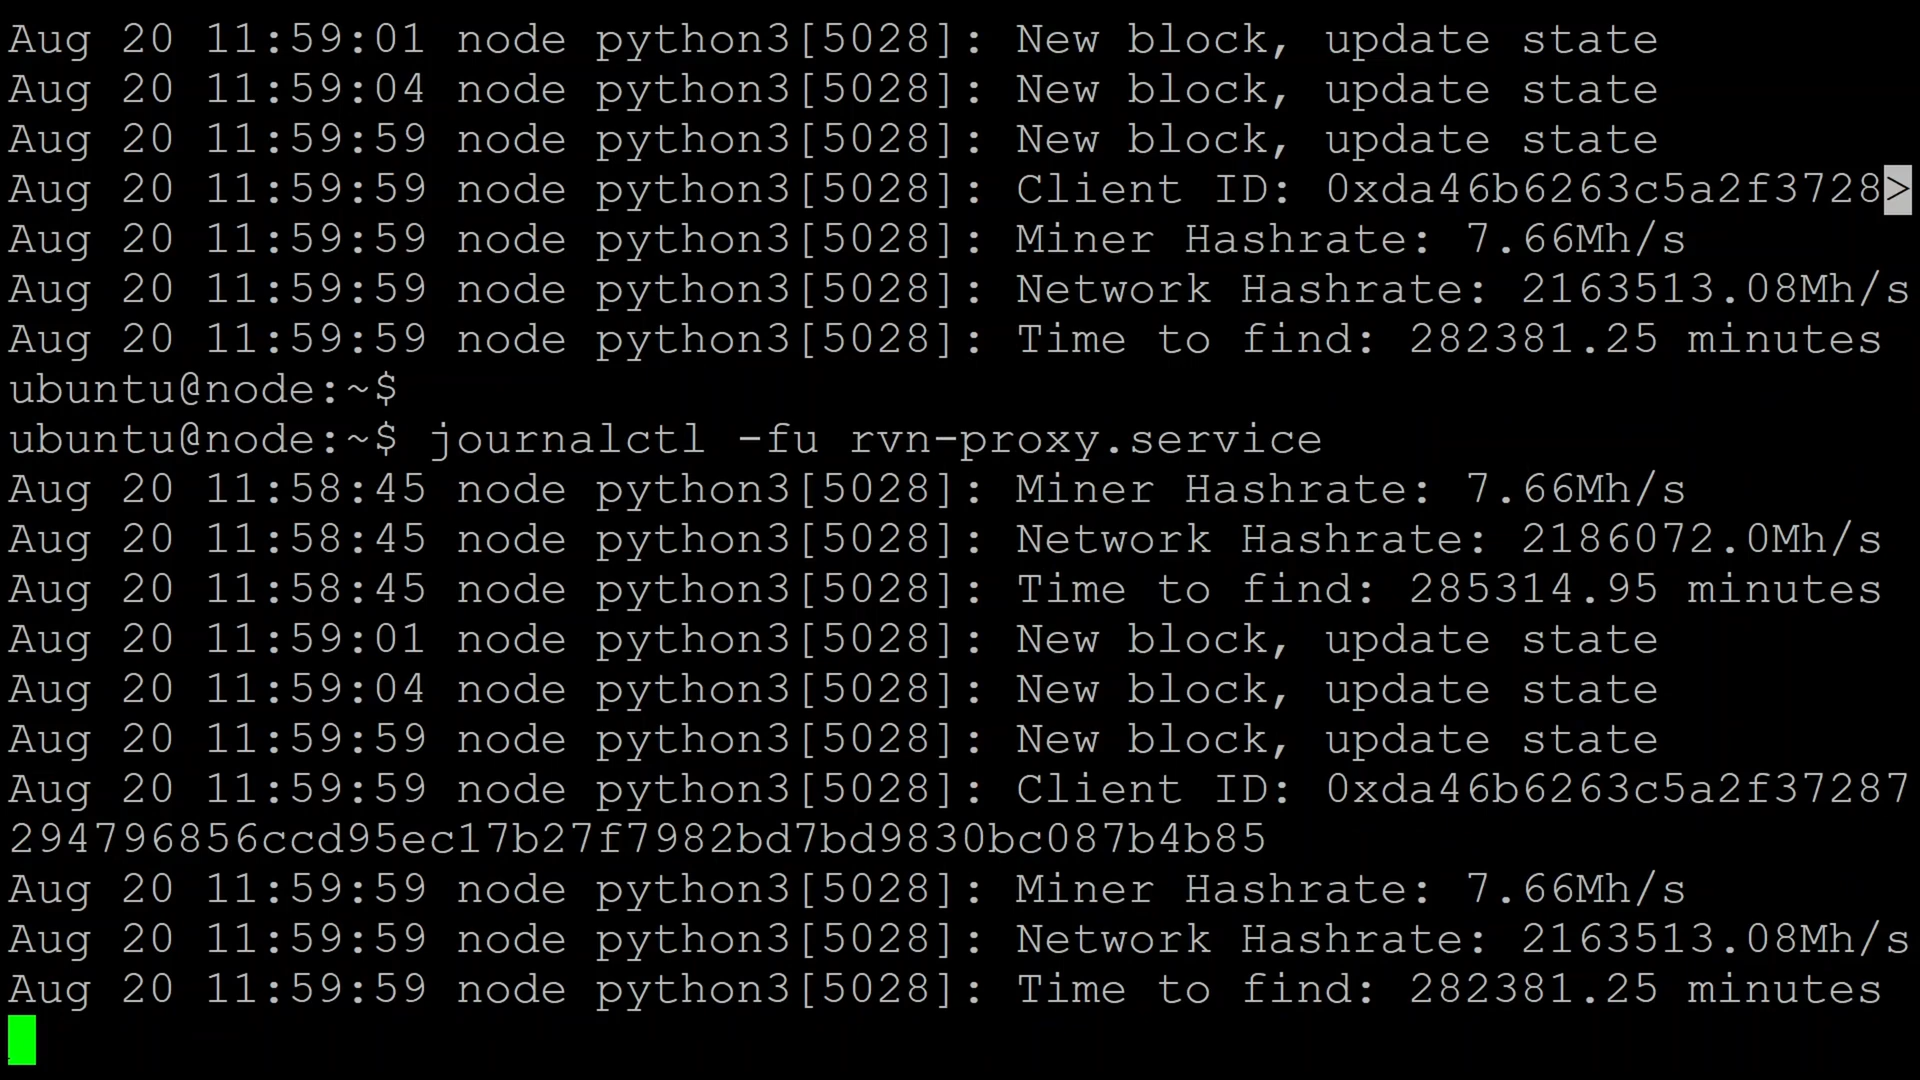 Aug 20 11:59:01 node python3[5028]: New block, update state
Aug 20 11:59:04 node python3[5028]: New block, update state
Aug 20 11:59:59 node python3[5028]: New block, update state
Aug 20 11:59:59 node python3[5028]: Client ID: 0xda46b6263c5a2f3728>
Aug 20 11:59:59 node python3[5028]: Miner Hashrate: 7.66Mh/s
Aug 20 11:59:59 node python3[5028]: Network Hashrate: 2163513.08Mh/s
Aug 20 11:59:59 node python3[5028]: Time to find: 282381.25 minutes
ubuntu@node:~$
ubuntu@node:~$ journalctl -fu rvn-proxy.service
Aug 20 11:58:45 node python3[5028]: Miner Hashrate: 7.66Mh/s
Aug 20 11:58:45 node python3[5028]: Network Hashrate: 2186072.0Mh/s
Aug 20 11:58:45 node python3[5028]: Time to find: 285314.95 minutes
Aug 20 11:59:01 node python3[5028]: New block, update state
Aug 20 11:59:04 node python3[5028]: New block, update state
Aug 20 11:59:59 node python3[5028]: New block, update state
Aug 20 11:59:59 node python3[5028]: Client ID: 0xda46b6263c5a2f37287
294796856ccd95ec17b27f7982bd7bd9830bc087b4b85
Aug 20 11:59:59 node python3[5028]: Miner Hashrate: 7.66Mh/s
Aug 20 11:59:59 node python3[5028]: Network Hashrate: 2163513.08Mh/s
Aug 20 11:59:59 node python3[5028]: Time to find: 282381.25 minutes